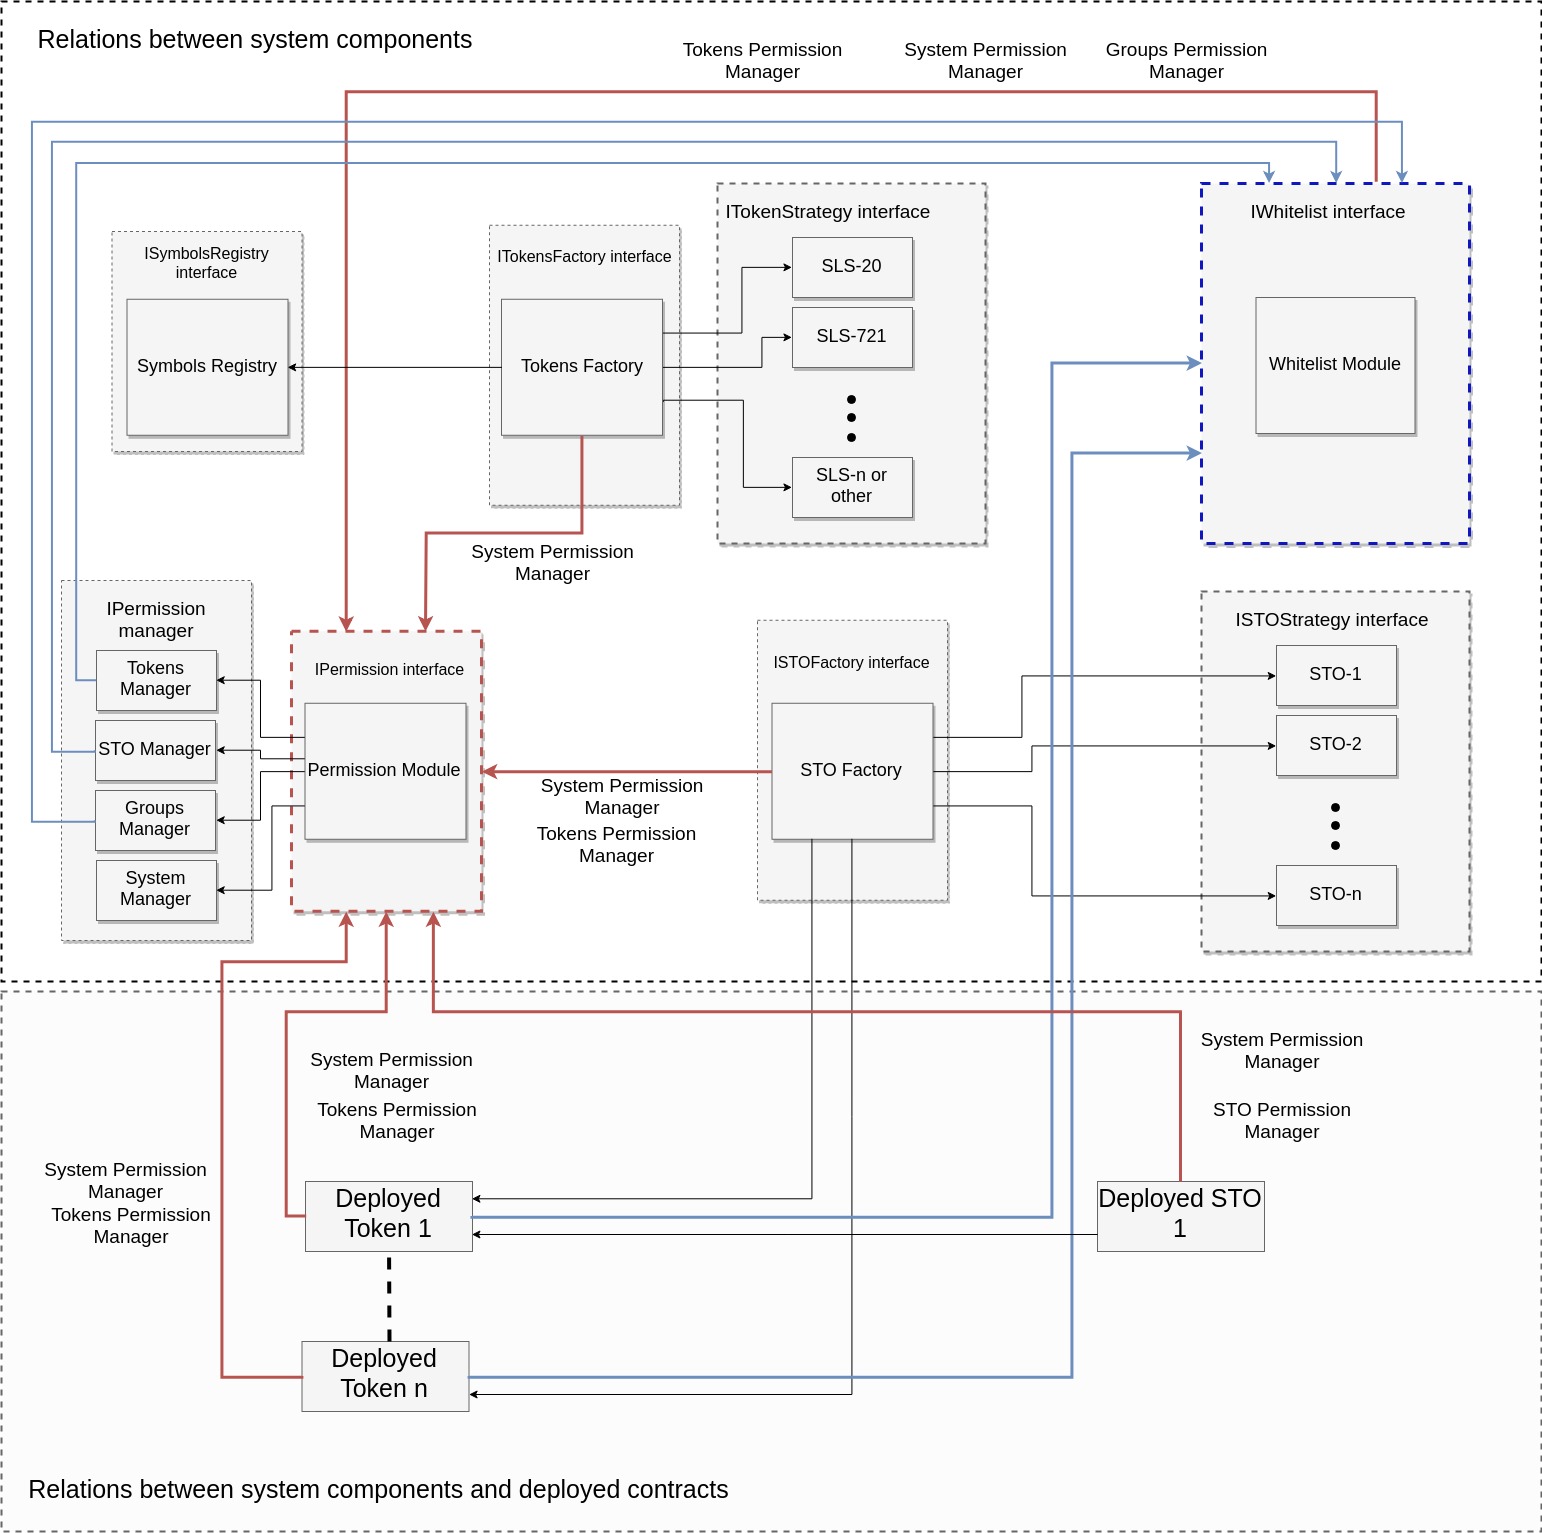 Relations between system components
Tokens Permission
Manager
System Permission
Manager
Groups Permission
Manager
ISymbolsRegistry
interface
Symbols Registry
ITokensFactory interface
Tokens Factory
ITokenStrategy interface
SLS-20
SLS-721
SLS-n or
other
IWhitelist interface
Whitelist Module
System Permission
Manager
IPermission
manager
Tokens
Manager
STO Manager
Groups
Manager
System
Manager
IPermission interface
Permission Module
System Permission
Manager
Tokens Permission
Manager
ISTOFactory interface
STO Factory
ISTOStrategy interface
STO-1
STO-2
STO-n
System Permission
Manager
Tokens Permission
Manager
System Permission
Manager
STO Permission
Manager
System Permission
Manager
Tokens Permission
Manager
Deployed
Token 1
Deployed STO
1
Deployed
Token n
Relations between system components and deployed contracts